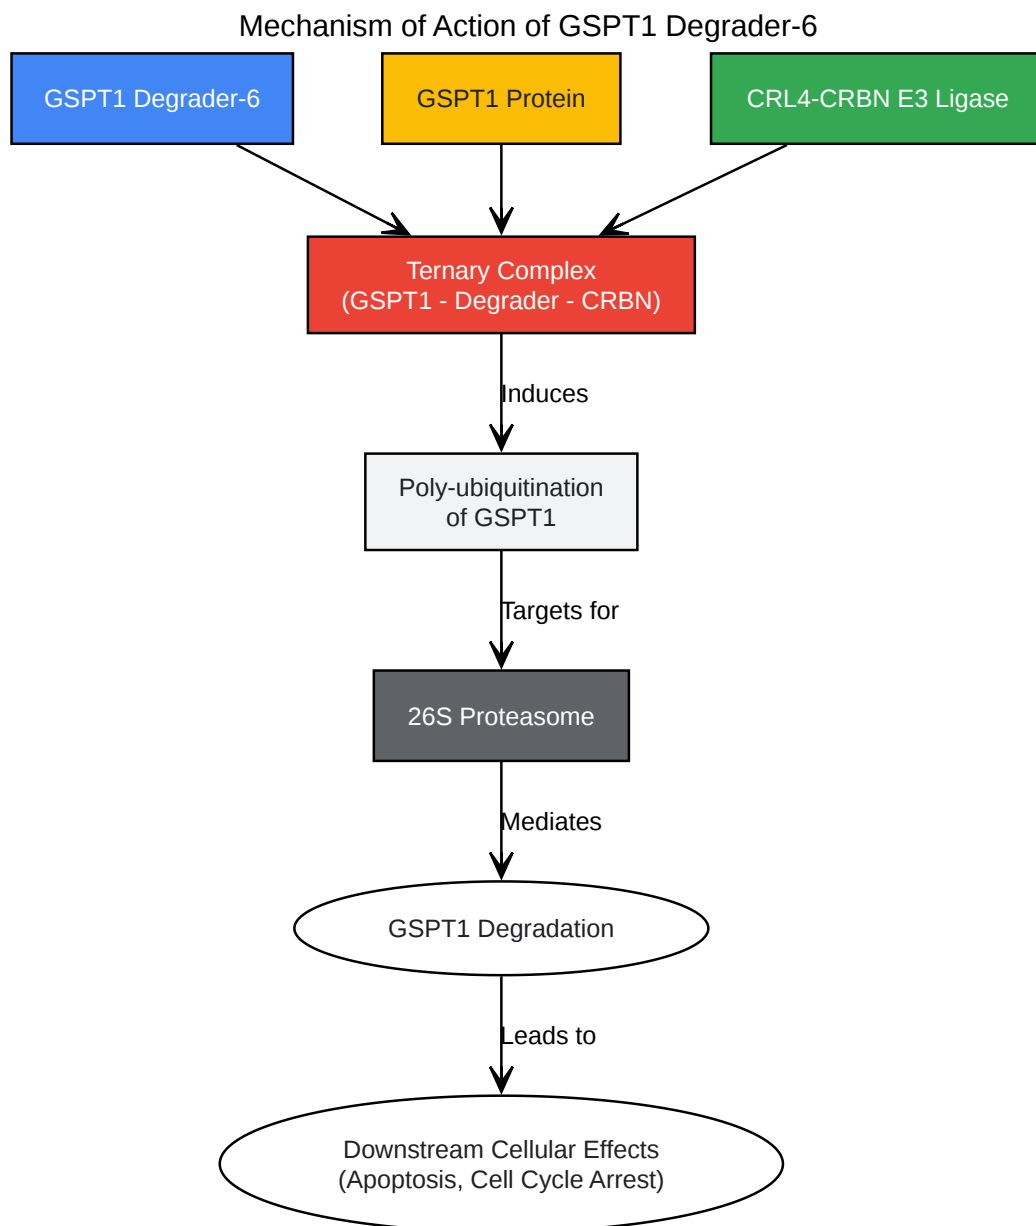 Mechanism of Action of GSPT1 Degrader-6
GSPT1 Degrader-6
GSPT1 Protein
CRL4-CRBN E3 Ligase
Ternary Complex
(GSPT1 - Degrader - CRBN)
Induces
Poly-ubiquitination
of GSPT1
Targets for
26S Proteasome
Mediates
GSPT1 Degradation
Leads to
Downstream Cellular Effects
(Apoptosis, Cell Cycle Arrest)